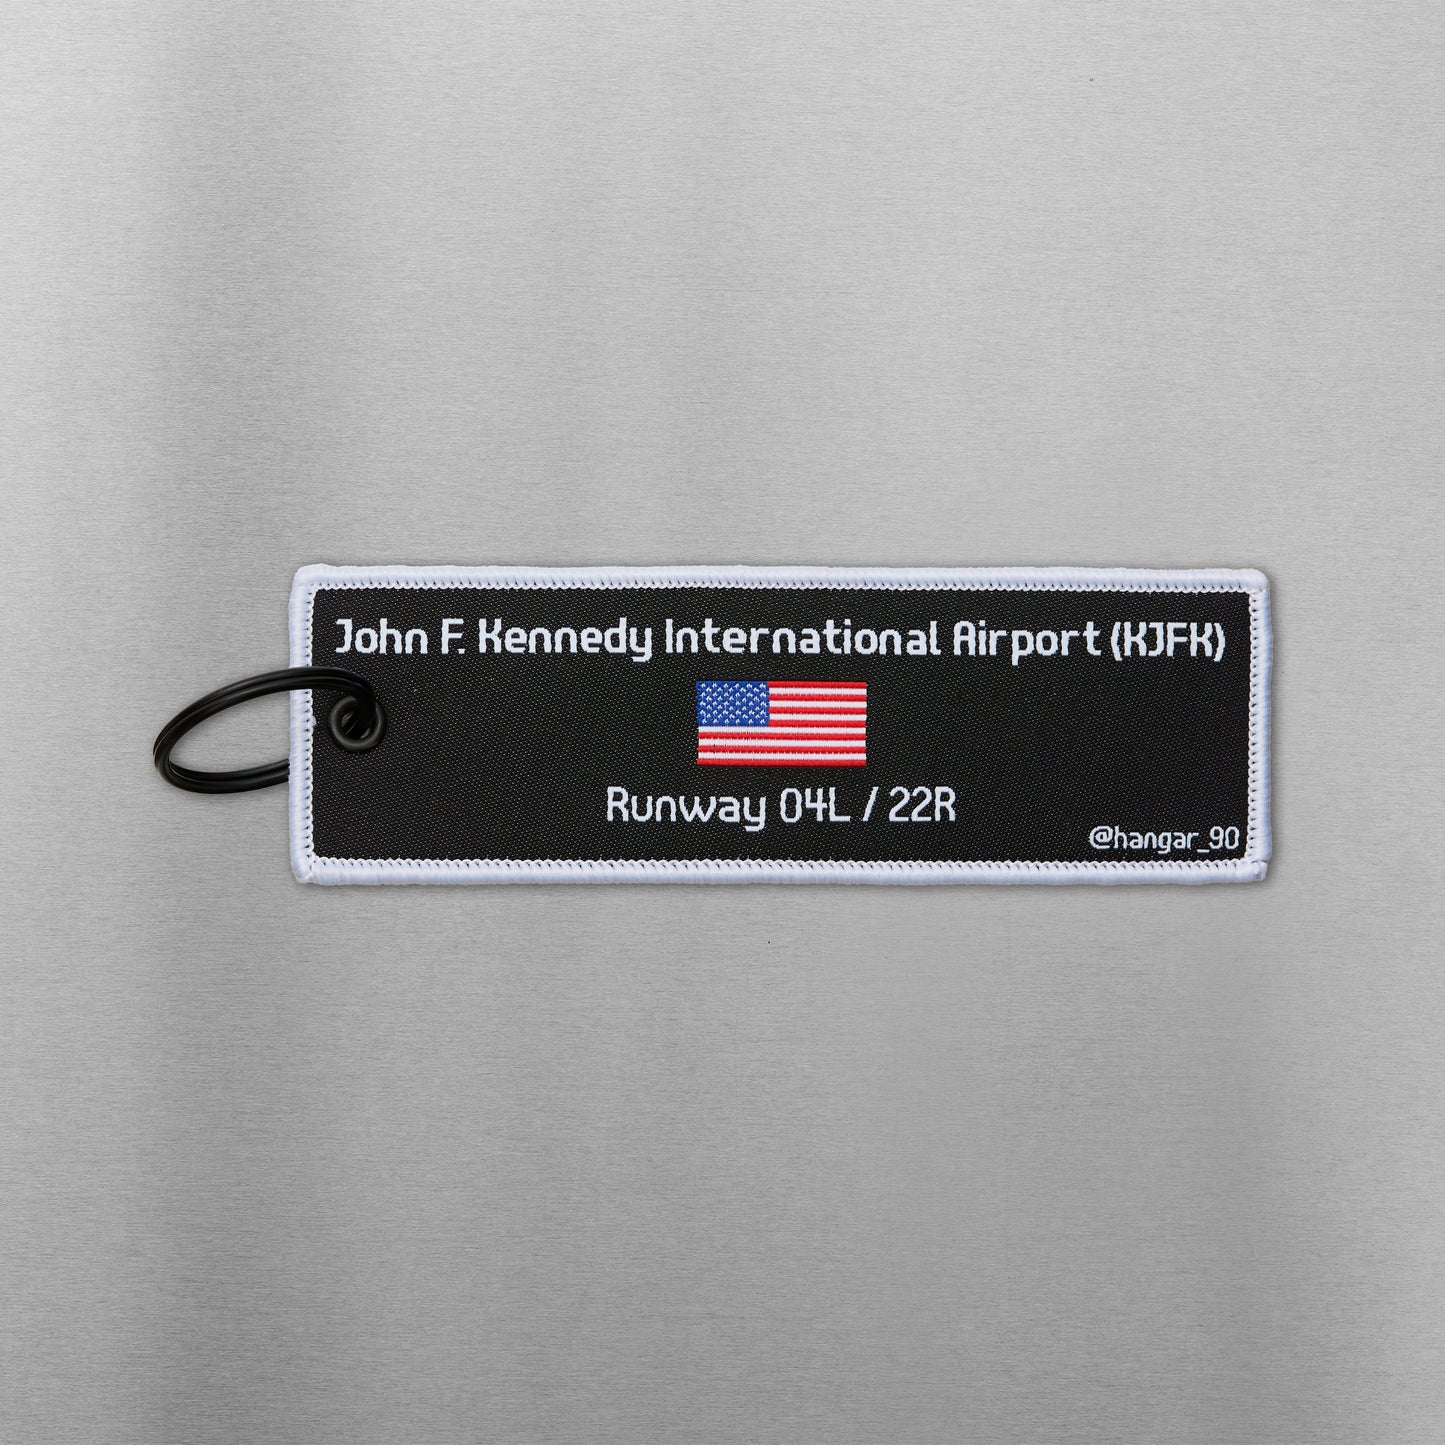 John F. Kennedy International Airport (KJFK)
Runway 04L / 22R
@hangar_90